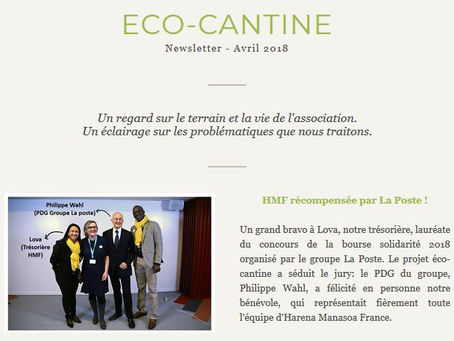 ECO-CANTINE
Newsletter - Avril 2018
Un regard sur le terrain et la vie de l'association.
Un éclairage sur les problématiques que nous traitons.
Philippe Wahl
(PDG Groupe La poste)
Lova
(Trésorière
HMF)
HMF récompensée par La Poste !
Un grand bravo à Lova, notre trésorière, lauréate
du concours de la bourse solidarité 2018
organisé par le groupe La Poste. Le projet éco-
cantine a séduit le jury: le PDG du groupe,
Philippe Wahl, a félicité en personne notre
bénévole, qui représentait fièrement toute
l'équipe d'Harena Manasoa France.